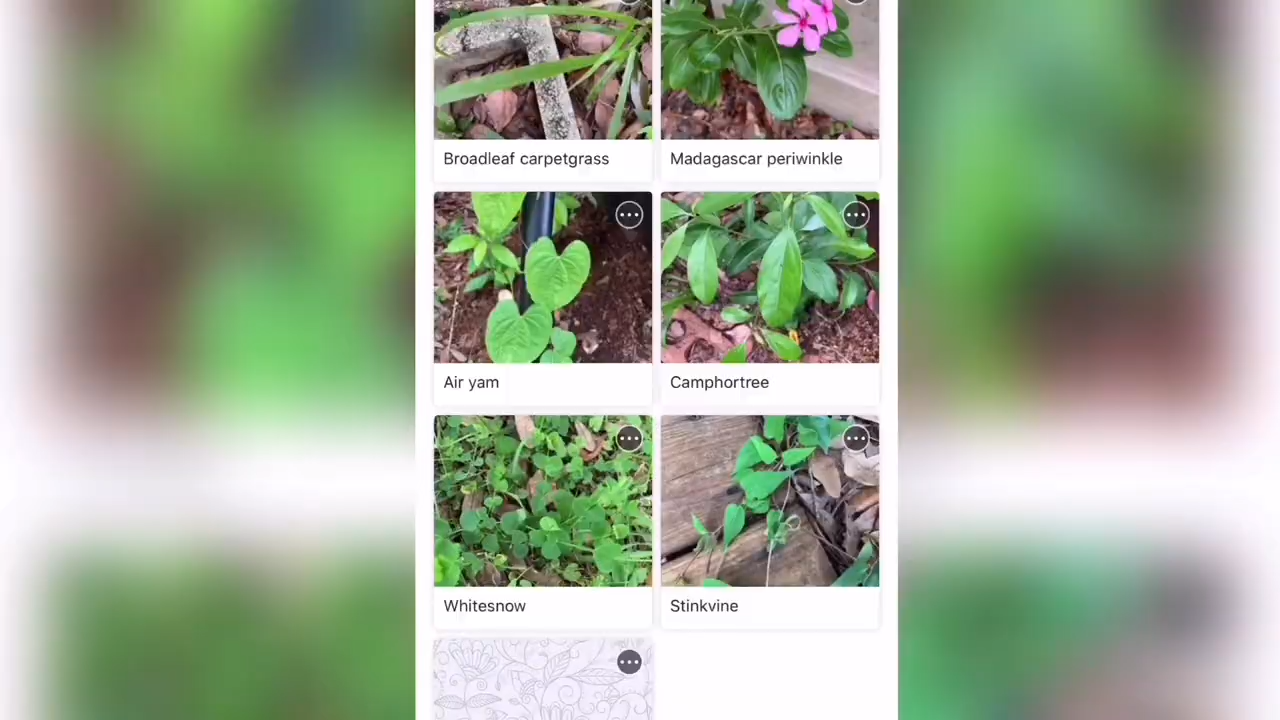 Broadleaf carpetgrass
Madagascar periwinkle
Air yam
Camphortree
Whitesnow
Stinkvine